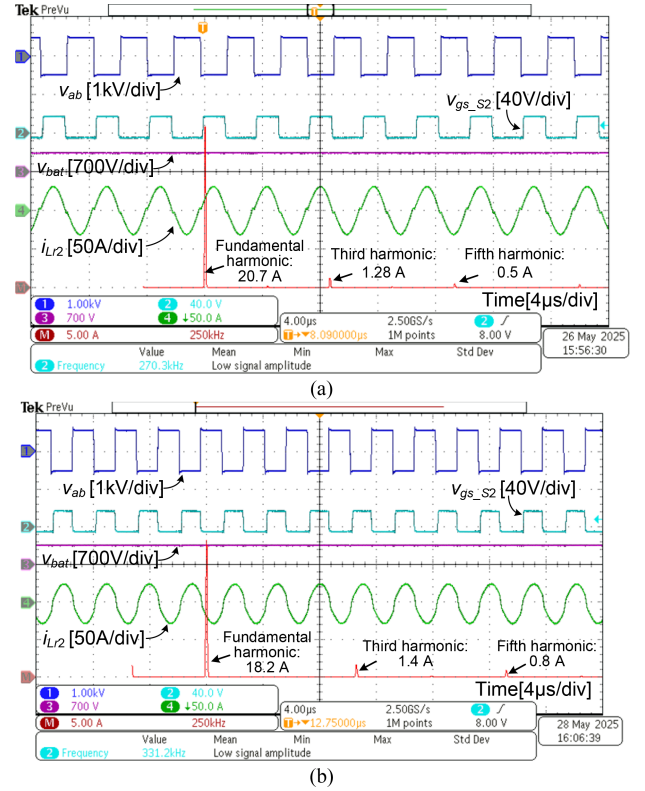 Tek PreVu
T
T
1
v_ab [1kV/div]
v_gs_S2 [40V/div]
2
v_bat [700V/div]
3
4
i_Lr2 [50A/div]
Fundamental harmonic: 20.7 A
Third harmonic: 1.28 A
Fifth harmonic: 0.5 A
Time[4µs/div]
1 1.00kV 2 40.0 V
3 700 V 4 ↓50.0 A
M 5.00 A 250kHz
4.00µs 2.50GS/s 2 ∫
T→▼8.090000µs 1M points 8.00 V
26 May 2025
15:56:30
Value Mean Min Max Std Dev
2 Frequency 270.3kHz Low signal amplitude
(a)
Tek PreVu
1
v_ab [1kV/div]
v_gs_S2 [40V/div]
2
v_bat [700V/div]
3
4
i_Lr2 [50A/div]
Fundamental harmonic: 18.2 A
Third harmonic: 1.4 A
Fifth harmonic: 0.8 A
Time[4µs/div]
1 1.00kV 2 40.0 V
3 700 V 4 ↓50.0 A
M 5.00 A 250kHz
4.00µs 2.50GS/s 2 ∫
T→▼12.75000µs 1M points 8.00 V
28 May 2025
16:06:39
Value Mean Min Max Std Dev
2 Frequency 331.2kHz Low signal amplitude
(b)